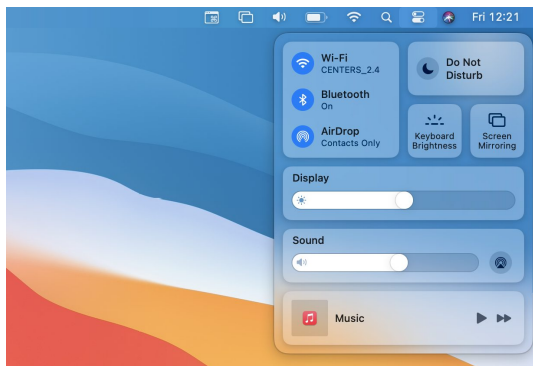 Fri 12:21
Wi-Fi
CENTERS_2.4
Bluetooth
On
AirDrop
Contacts Only
Do Not
Disturb
Keyboard
Brightness
Screen
Mirroring
Display
Sound
Music